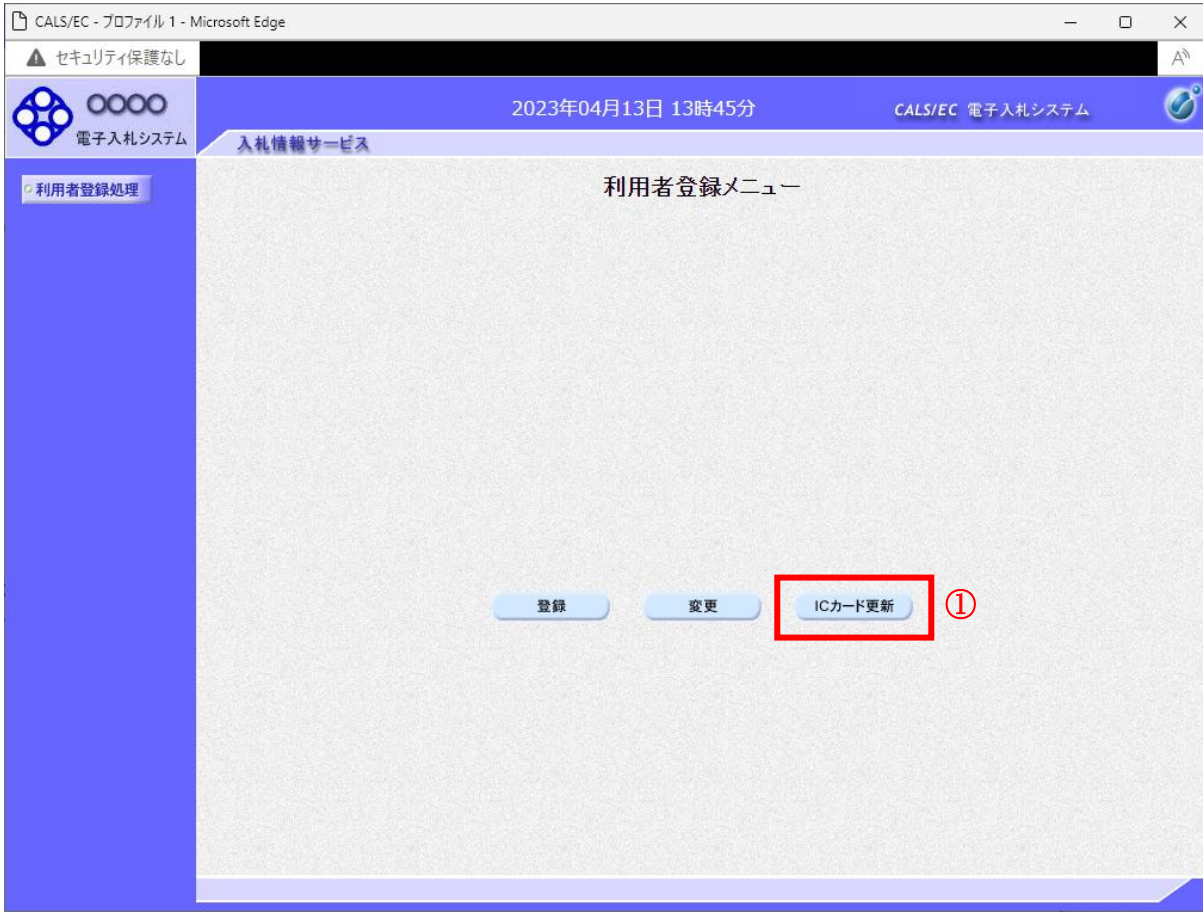 CALS/EC - プロファイル 1 - Microsoft Edge
セキュリティ保護なし
〇〇〇〇
電子入札システム
2023年04月13日 13時45分
CALS/EC 電子入札システム
入札情報サービス
利用者登録処理
利用者登録メニュー
登録
変更
ICカード更新
①